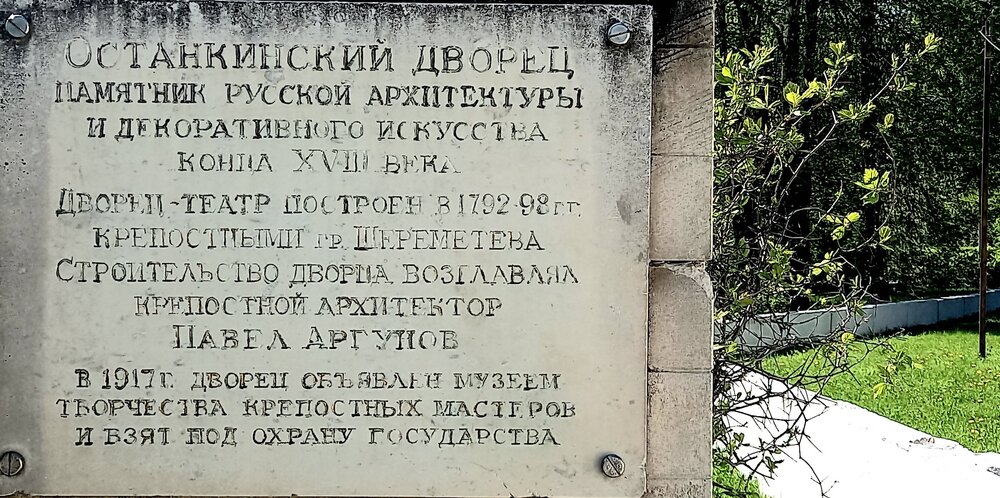 Останкинский дворец
памятник русской архитектуры
и декоративного искусства
конца XVIII века
Дворец-театр построен в 1792-98 г.г.
крепостными гр. Шереметева
Строительство дворца возглавлял
крепостной архитектор
Павел Аргунов
в 1917 г. дворец объявлен музеем
творчества крепостных мастеров
и взят под охрану государства